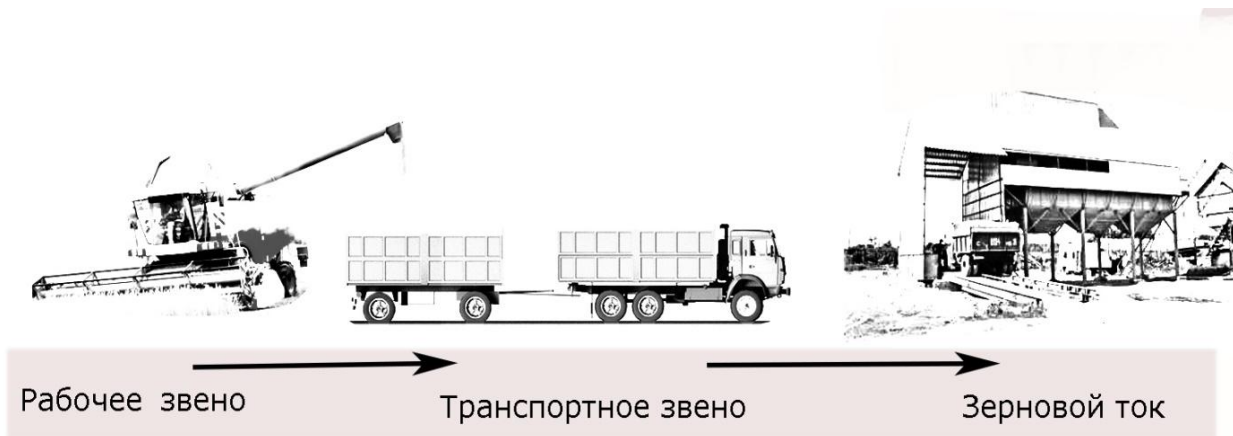 Рабочее звено
Транспортное звено
Зерновой ток